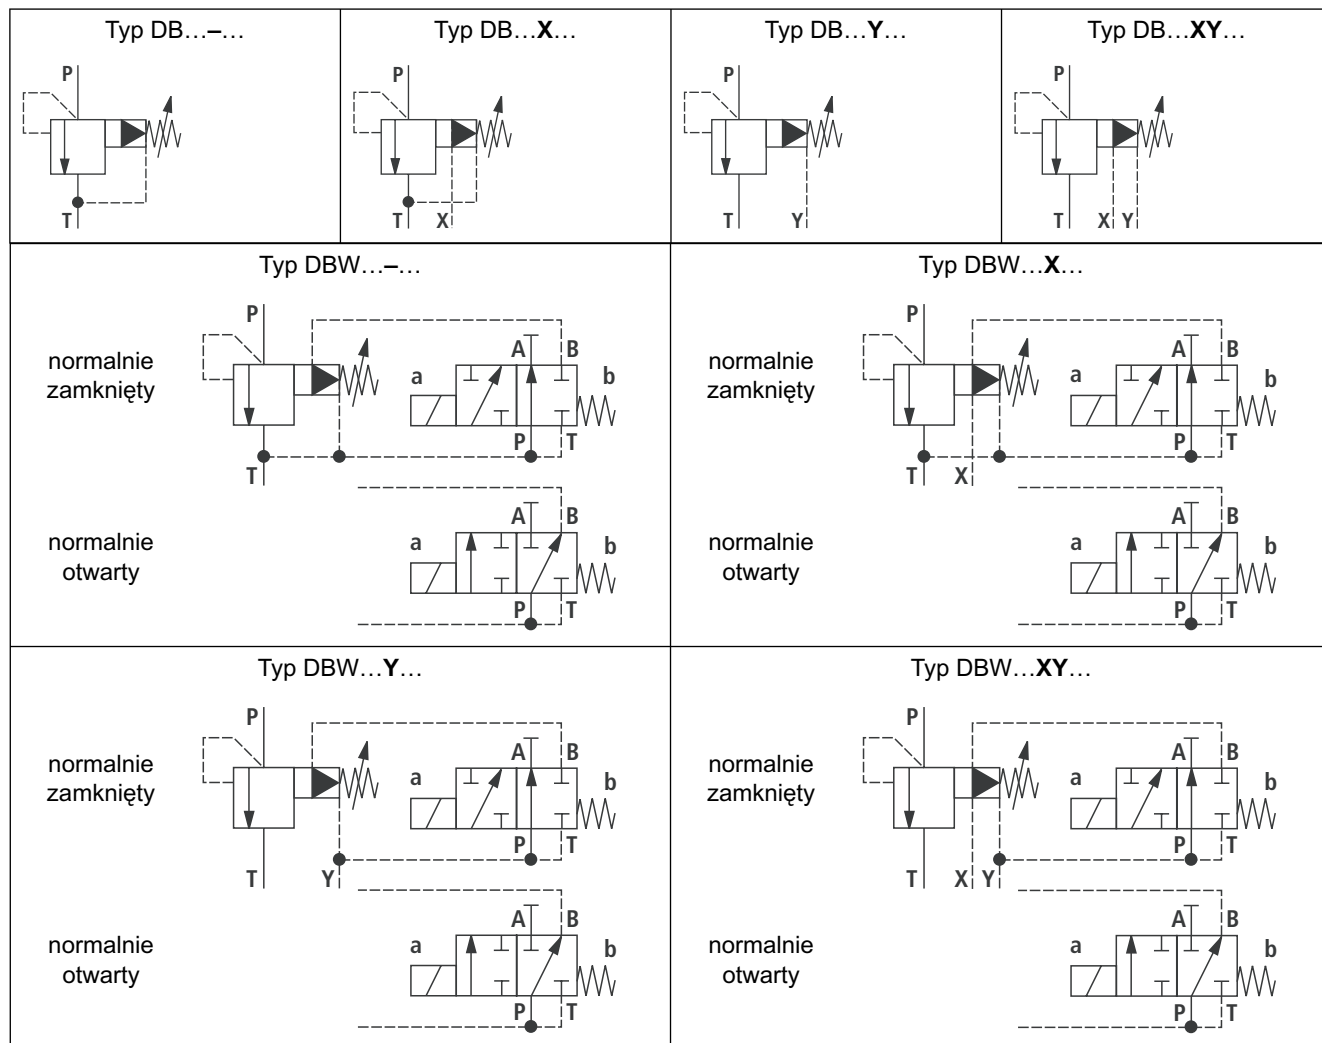 Typ DB...–...
Typ DB...X...
Typ DB...Y...
Typ DB...XY...
P
P
P
P
T
T X
T Y
T X Y
Typ DBW...–...
Typ DBW...X...
P
P
normalnie
zamknięty
a A B b
P T
T
normalnie
zamknięty
a A B b
P T
T X
normalnie
otwarty
a A B b
P T
normalnie
otwarty
a A B b
P T
Typ DBW...Y...
Typ DBW...XY...
P
P
normalnie
zamknięty
a A B b
P T
T Y
normalnie
zamknięty
a A B b
P T
T X Y
normalnie
otwarty
a A B b
P T
normalnie
otwarty
a A B b
P T